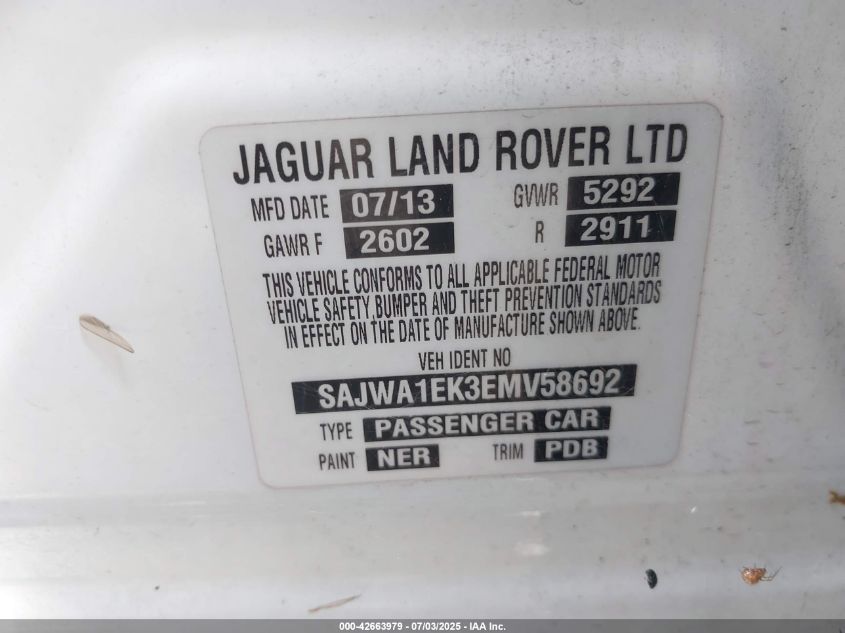 JAGUAR LAND ROVER LTD
MFD DATE 07/13 GVWR 5292
GAWR F 2602 R 2911
THIS VEHICLE CONFORMS TO ALL APPLICABLE FEDERAL MOTOR
VEHICLE SAFETY,BUMPER AND THEFT PREVENTION STANDARDS
IN EFFECT ON THE DATE OF MANUFACTURE SHOWN ABOVE.
VEH IDENT NO
SAJWA1EK3EMV58692
TYPE PASSENGER CAR
PAINT NER TRIM PDB
000-42663979 - 07/03/2025 - IAA Inc.